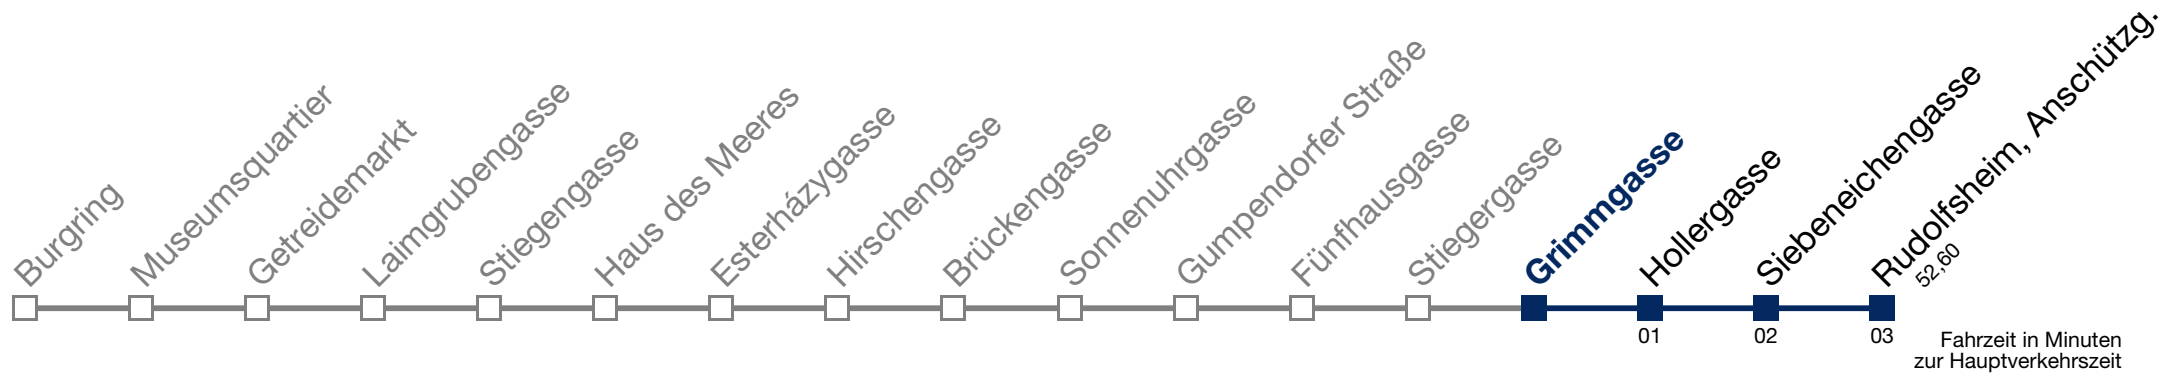 Burgring
Museumsquartier
Getreidemarkt
Laimgrubengasse
Stiegengasse
Haus des Meeres
Esterházygasse
Hirschengasse
Brückengasse
Sonnenuhrgasse
Gumpendorfer Straße
Fünfhausgasse
Stiegergasse
Grimmgasse
Hollergasse
Siebeneichengasse
Rudolfsheim, Anschützg.
52,60
01
02
03
Fahrzeit in Minuten
zur Hauptverkehrszeit